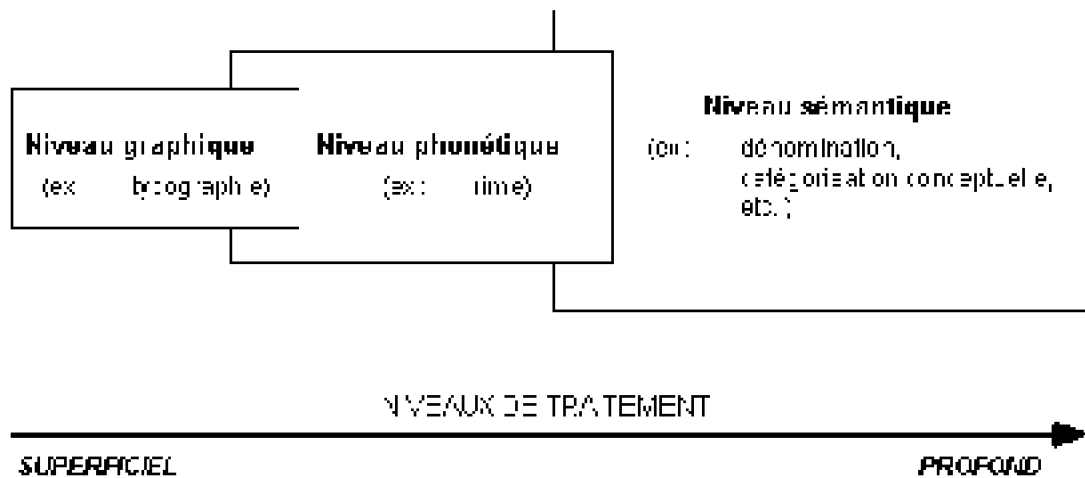 Niveau graphique
(ex : typographie)
Niveau phonétique
(ex : rime)
Niveau sémantique
(ex : dénomination,
catégorisation conceptuelle,
etc.)
NIVEAUX DE TRAITEMENT
SUPERFICIEL
PROFOND